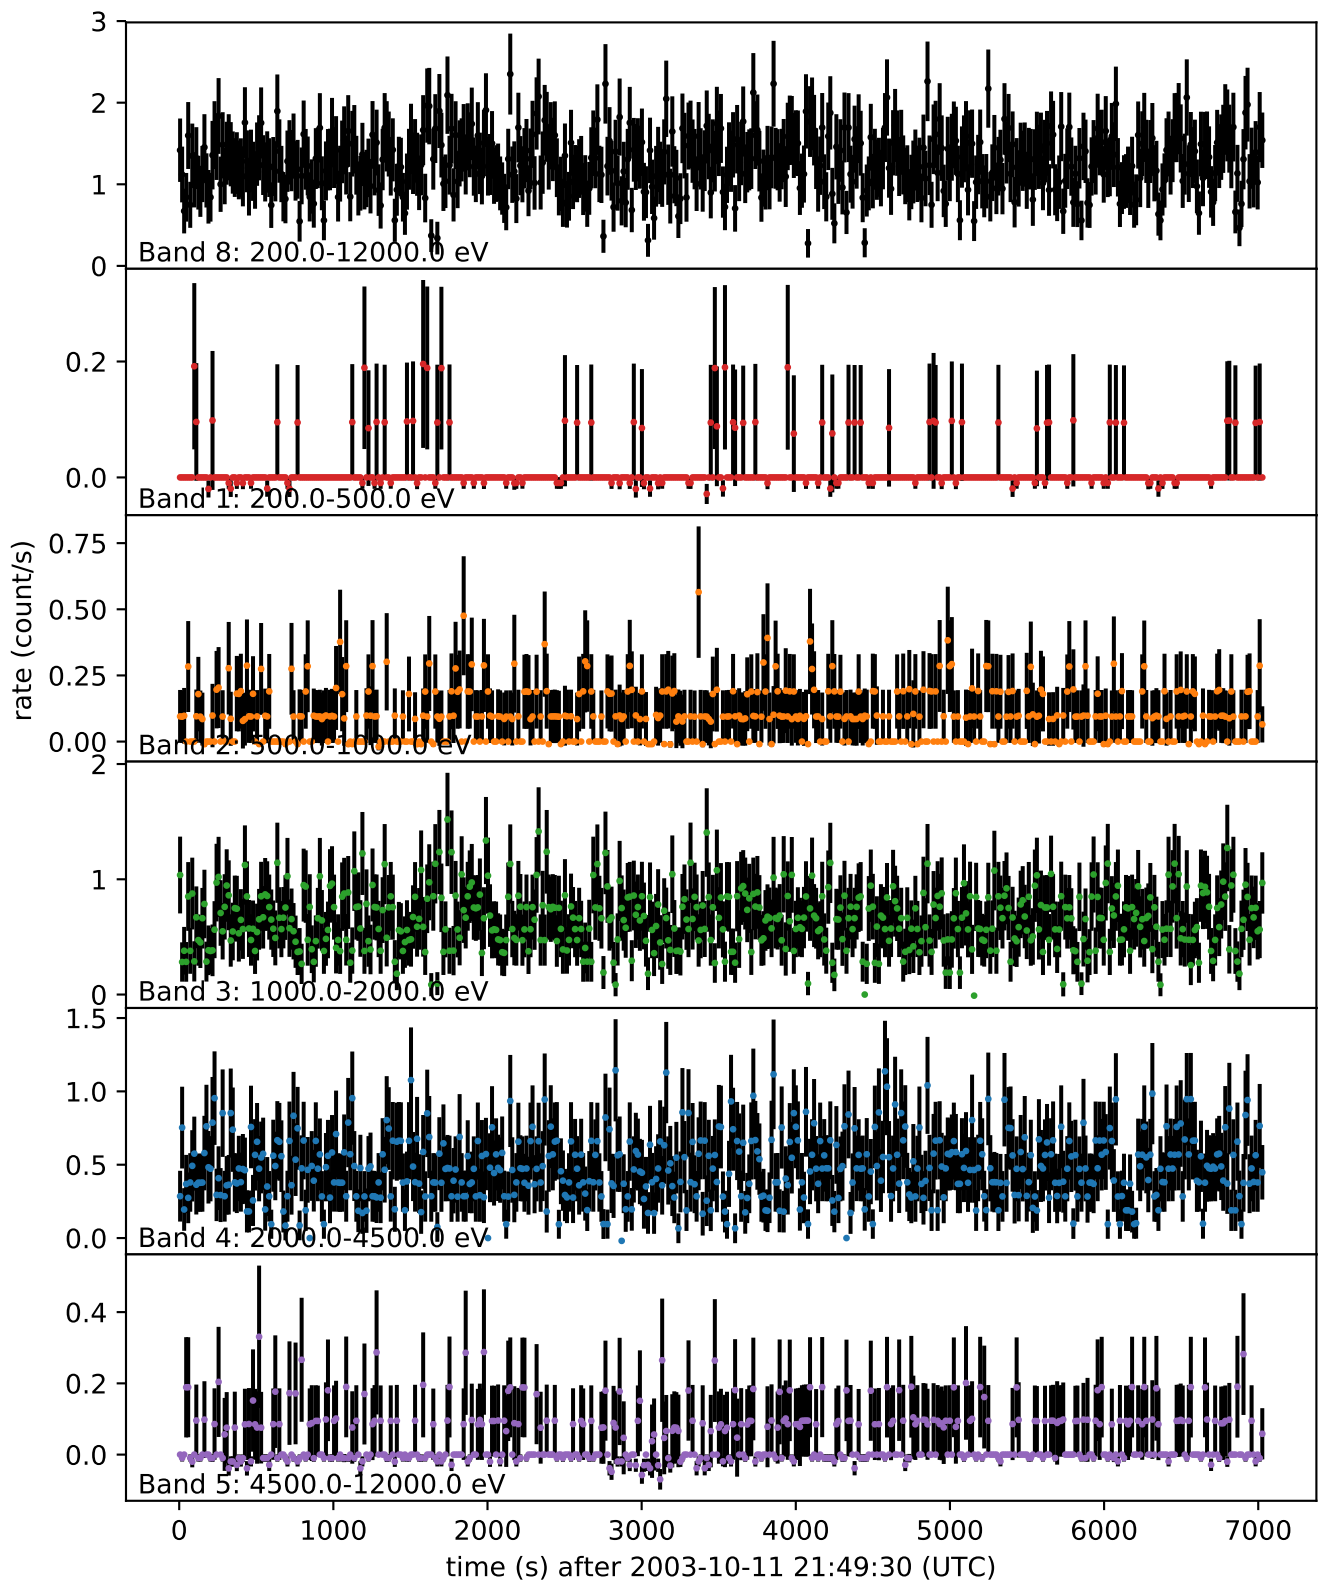 3
2
1
0
Band 8: 200.0-12000.0 eV
0.2
0.0
Band 1: 200.0-500.0 eV
rate (count/s)
0.75
0.50
0.25
0.00
Band 2: 500.0-1000.0 eV
2
1
0
Band 3: 1000.0-2000.0 eV
1.5
1.0
0.5
0.0
Band 4: 2000.0-4500.0 eV
0.4
0.2
0.0
Band 5: 4500.0-12000.0 eV
0 1000 2000 3000 4000 5000 6000 7000
time (s) after 2003-10-11 21:49:30 (UTC)